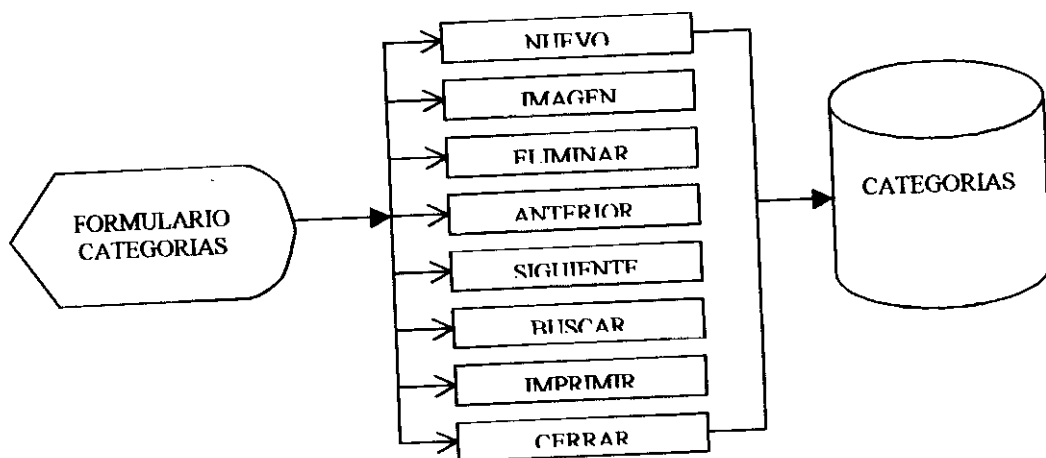 FORMULARIO
CATEGORIAS
NUEVO
IMAGEN
ELIMINAR
ANTERIOR
SIGUIENTE
BUSCAR
IMPRIMIR
CERRAR
CATEGORIAS